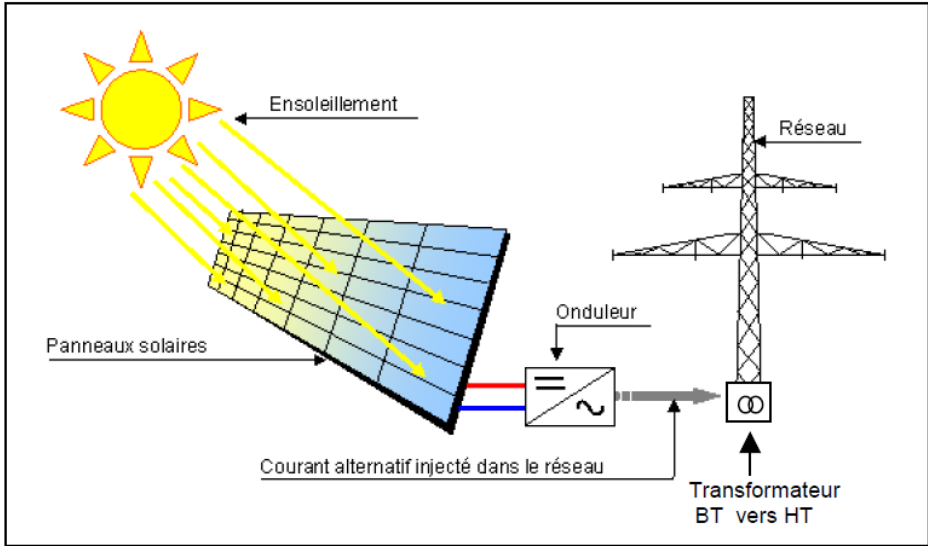 Ensoleillement
Réseau
Onduleur
Panneaux solaires
Courant alternatif injecté dans le réseau
Transformateur
BT vers HT